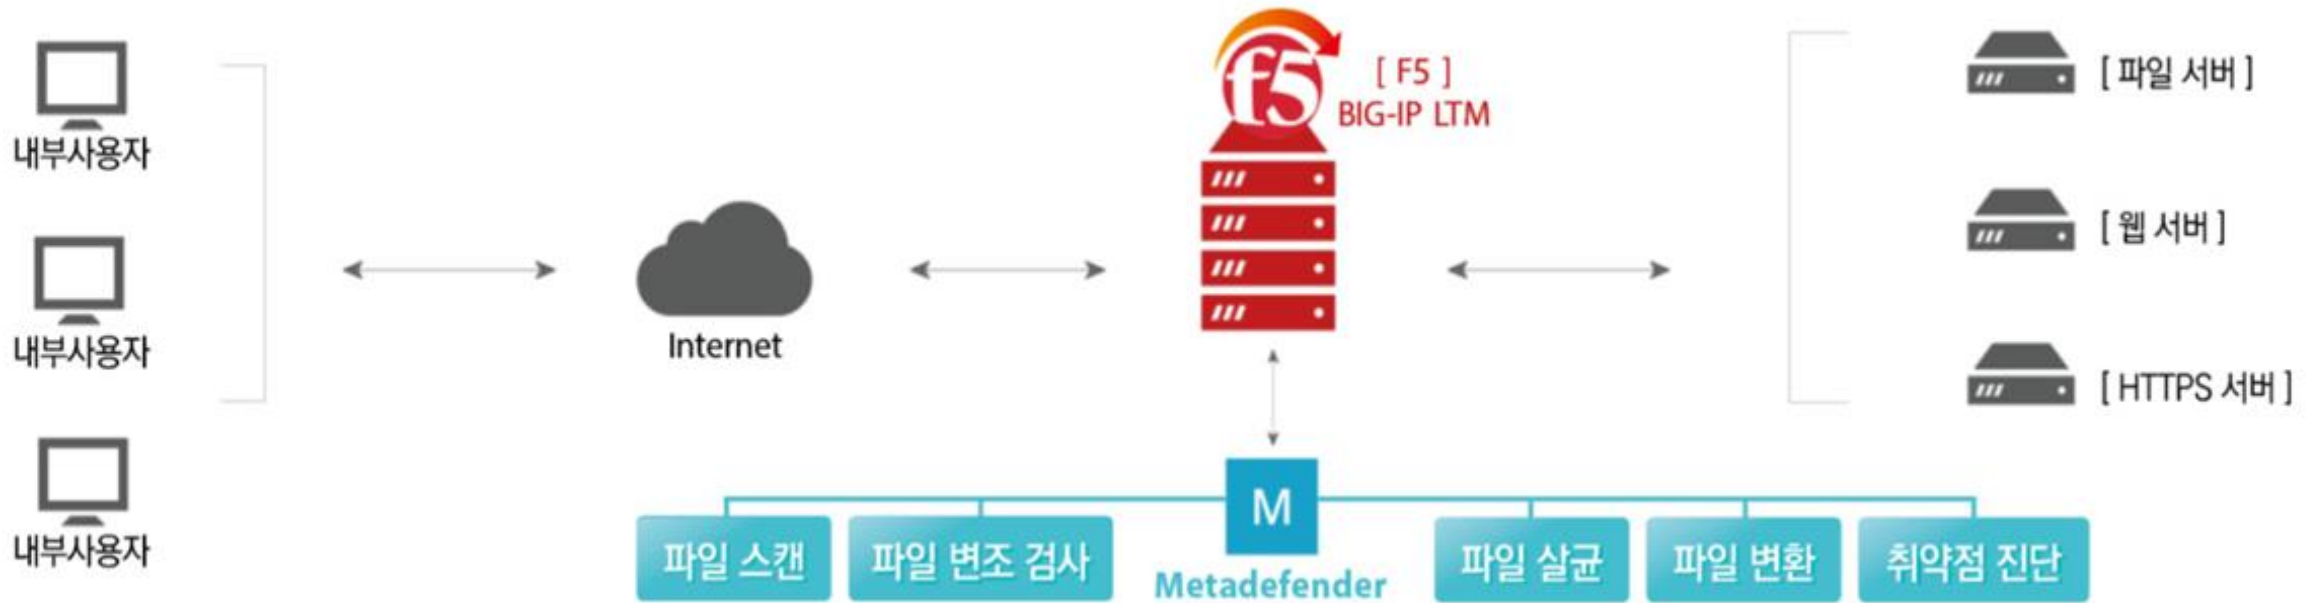 내부사용자
내부사용자
내부사용자
Internet
f5
[ F5 ]
BIG-IP LTM
[ 파일 서버 ]
[ 웹 서버 ]
[ HTTPS 서버 ]
M
Metadefender
파일 스캔
파일 변조 검사
파일 살균
파일 변환
취약점 진단